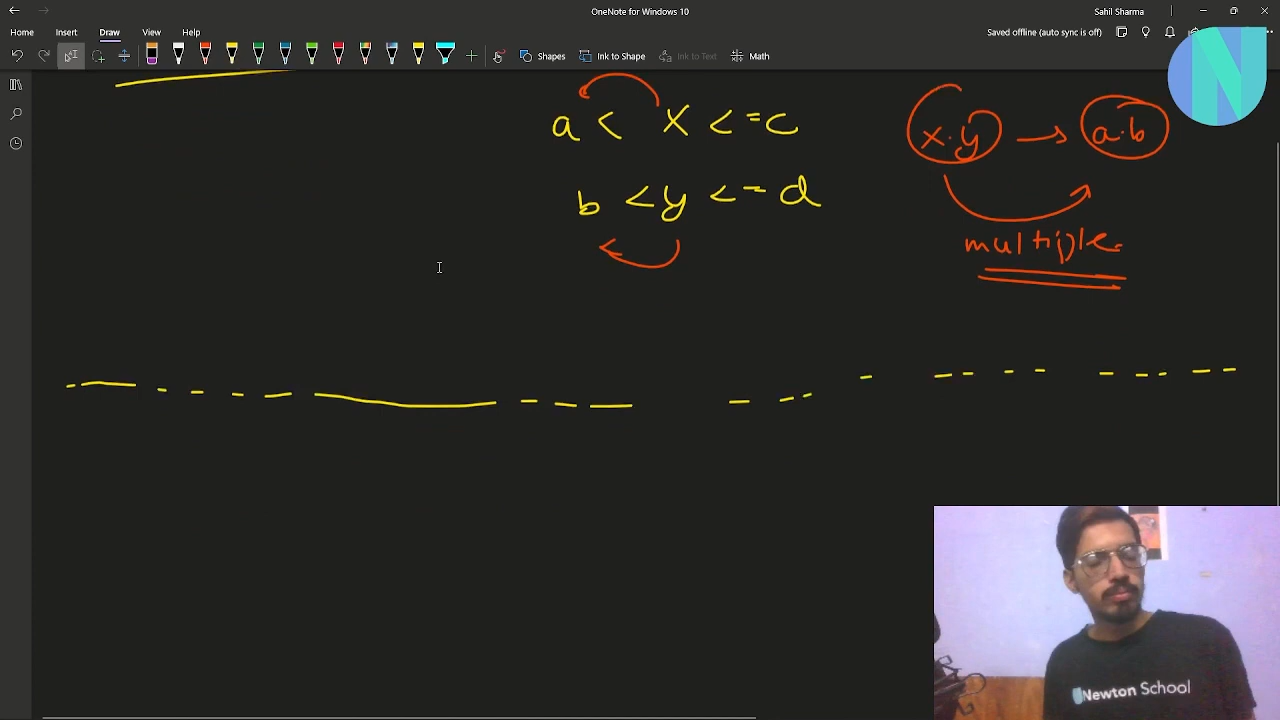 OneNote for Windows 10
Sahil Sharma
Home Insert Draw View Help
Saved offline (auto sync is off)
Shapes Ink to Shape Ink to Text Math
N
a < x <= c
x.y → a.b
b < y <= d
multiple
Newton School